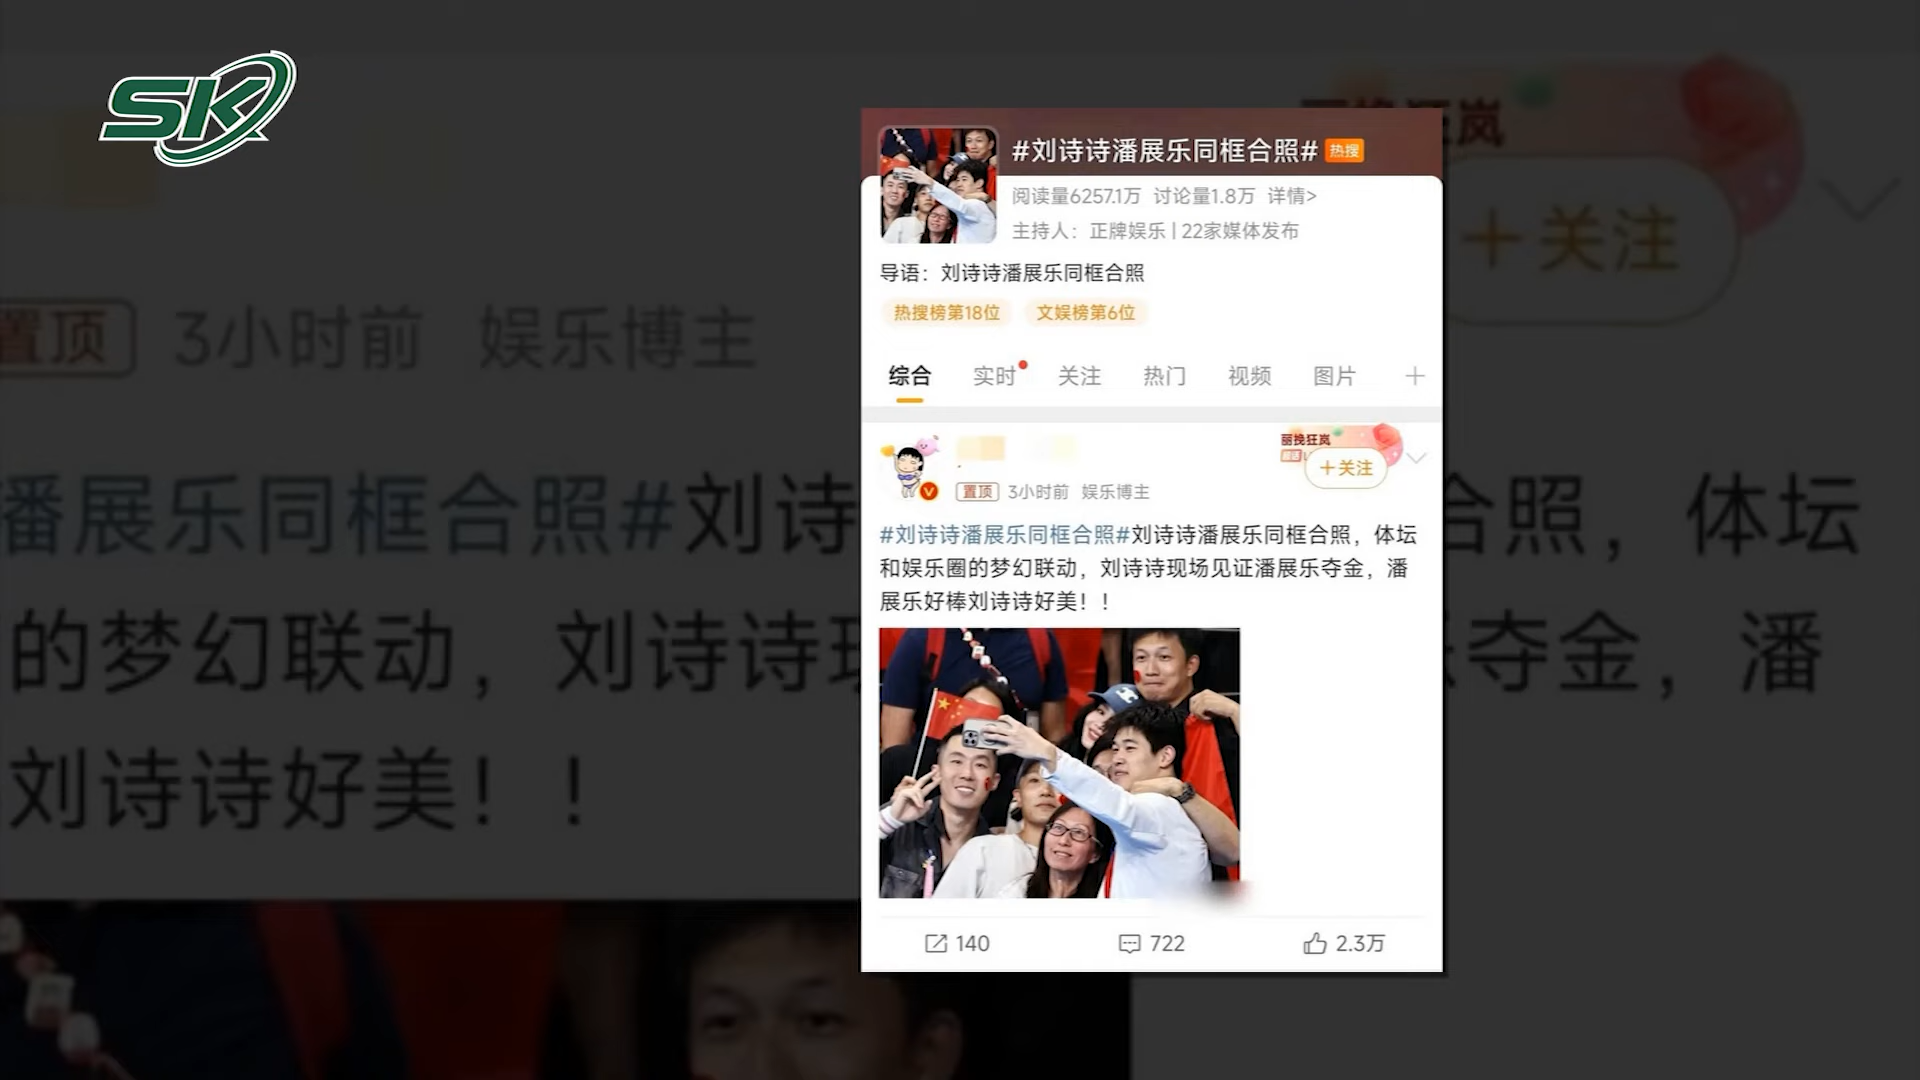 SK
#刘诗诗潘展乐同框合照# 热搜
阅读量6257.1万 讨论量1.8万 详情>
主持人：正牌娱乐 | 22家媒体发布
导语：刘诗诗潘展乐同框合照
热搜榜第18位 文娱榜第6位
综合 实时 关注 热门 视频 图片 +
丽挽狂岚
超话
+关注
置顶 3小时前 娱乐博主
#刘诗诗潘展乐同框合照#刘诗诗潘展乐同框合照，体坛
和娱乐圈的梦幻联动，刘诗诗现场见证潘展乐夺金，潘
展乐好棒刘诗诗好美！！
140 722 2.3万
+关注
置顶 3小时前 娱乐博主
潘展乐同框合照#刘诗
合照，体坛
的梦幻联动，刘诗诗现
夺金，潘
刘诗诗好美！！